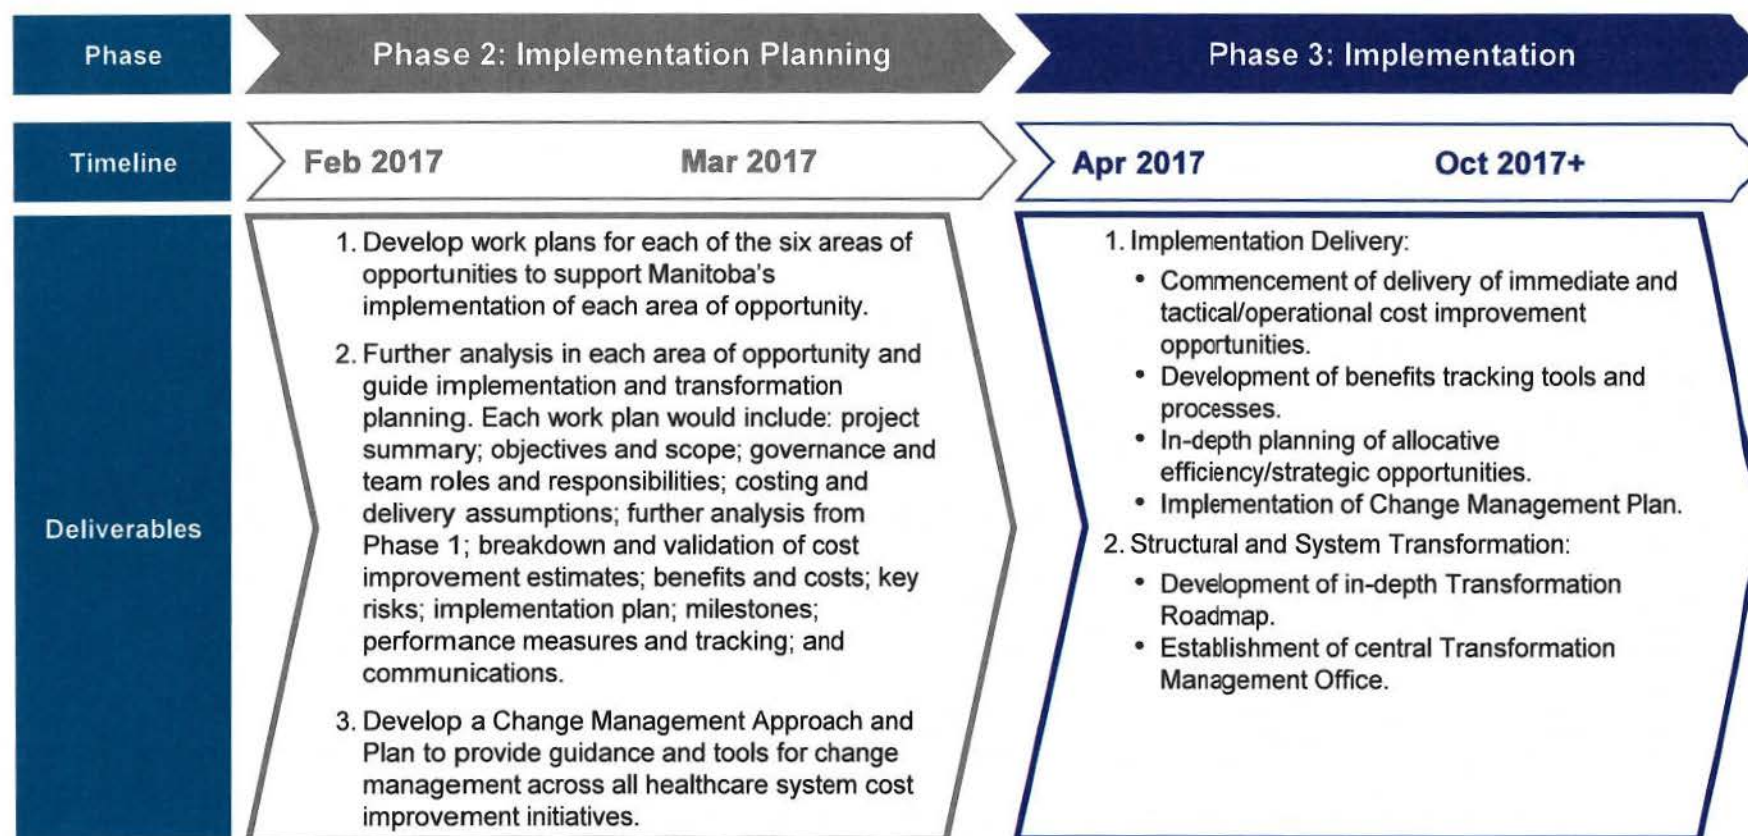 Phase
Phase 2: Implementation Planning
Phase 3: Implementation
Timeline
Feb 2017
Mar 2017
Apr 2017
Oct 2017+
Deliverables
1. Develop work plans for each of the six areas of
opportunities to support Manitoba's
implementation of each area of opportunity.
2. Further analysis in each area of opportunity and
guide implementation and transformation
planning. Each work plan would include: project
summary; objectives and scope; governance and
team roles and responsibilities; costing and
delivery assumptions; further analysis from
Phase 1; breakdown and validation of cost
improvement estimates; benefits and costs; key
risks; implementation plan; milestones;
performance measures and tracking; and
communications.
3. Develop a Change Management Approach and
Plan to provide guidance and tools for change
management across all healthcare system cost
improvement initiatives.
1. Implementation Delivery:
• Commencement of delivery of immediate and
tactical/operational cost improvement
opportunities.
• Development of benefits tracking tools and
processes.
• In-depth planning of allocative
efficiency/strategic opportunities.
• Implementation of Change Management Plan.
2. Structural and System Transformation:
• Development of in-depth Transformation
Roadmap.
• Establishment of central Transformation
Management Office.